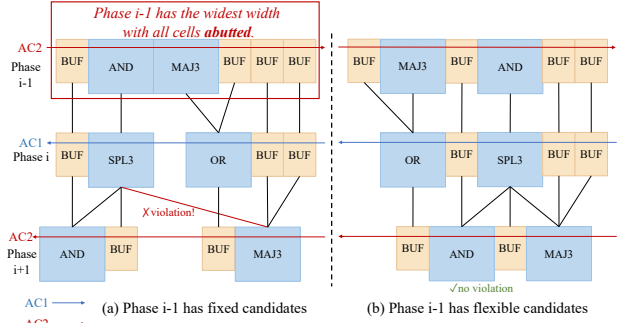 Phase i-1 has the widest width
with all cells abutted.
AC2
Phase
i-1
BUF AND MAJ3 BUF BUF BUF
BUF MAJ3 BUF AND BUF BUF
AC1
Phase i
BUF SPL3 OR BUF BUF
OR BUF SPL3 BUF BUF
✗violation!
AC2
Phase
i+1
AND BUF BUF MAJ3
BUF AND BUF MAJ3
✓no violation
AC1
(a) Phase i-1 has fixed candidates
(b) Phase i-1 has flexible candidates
AC2